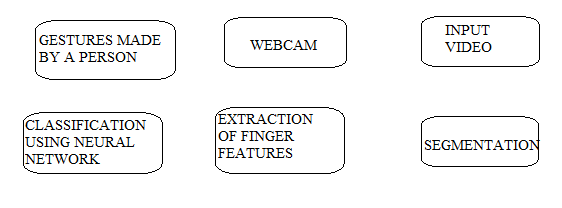 GESTURES MADE
BY A PERSON
WEBCAM
INPUT
VIDEO
CLASSIFICATION
USING NEURAL
NETWORK
EXTRACTION
OF FINGER
FEATURES
SEGMENTATION